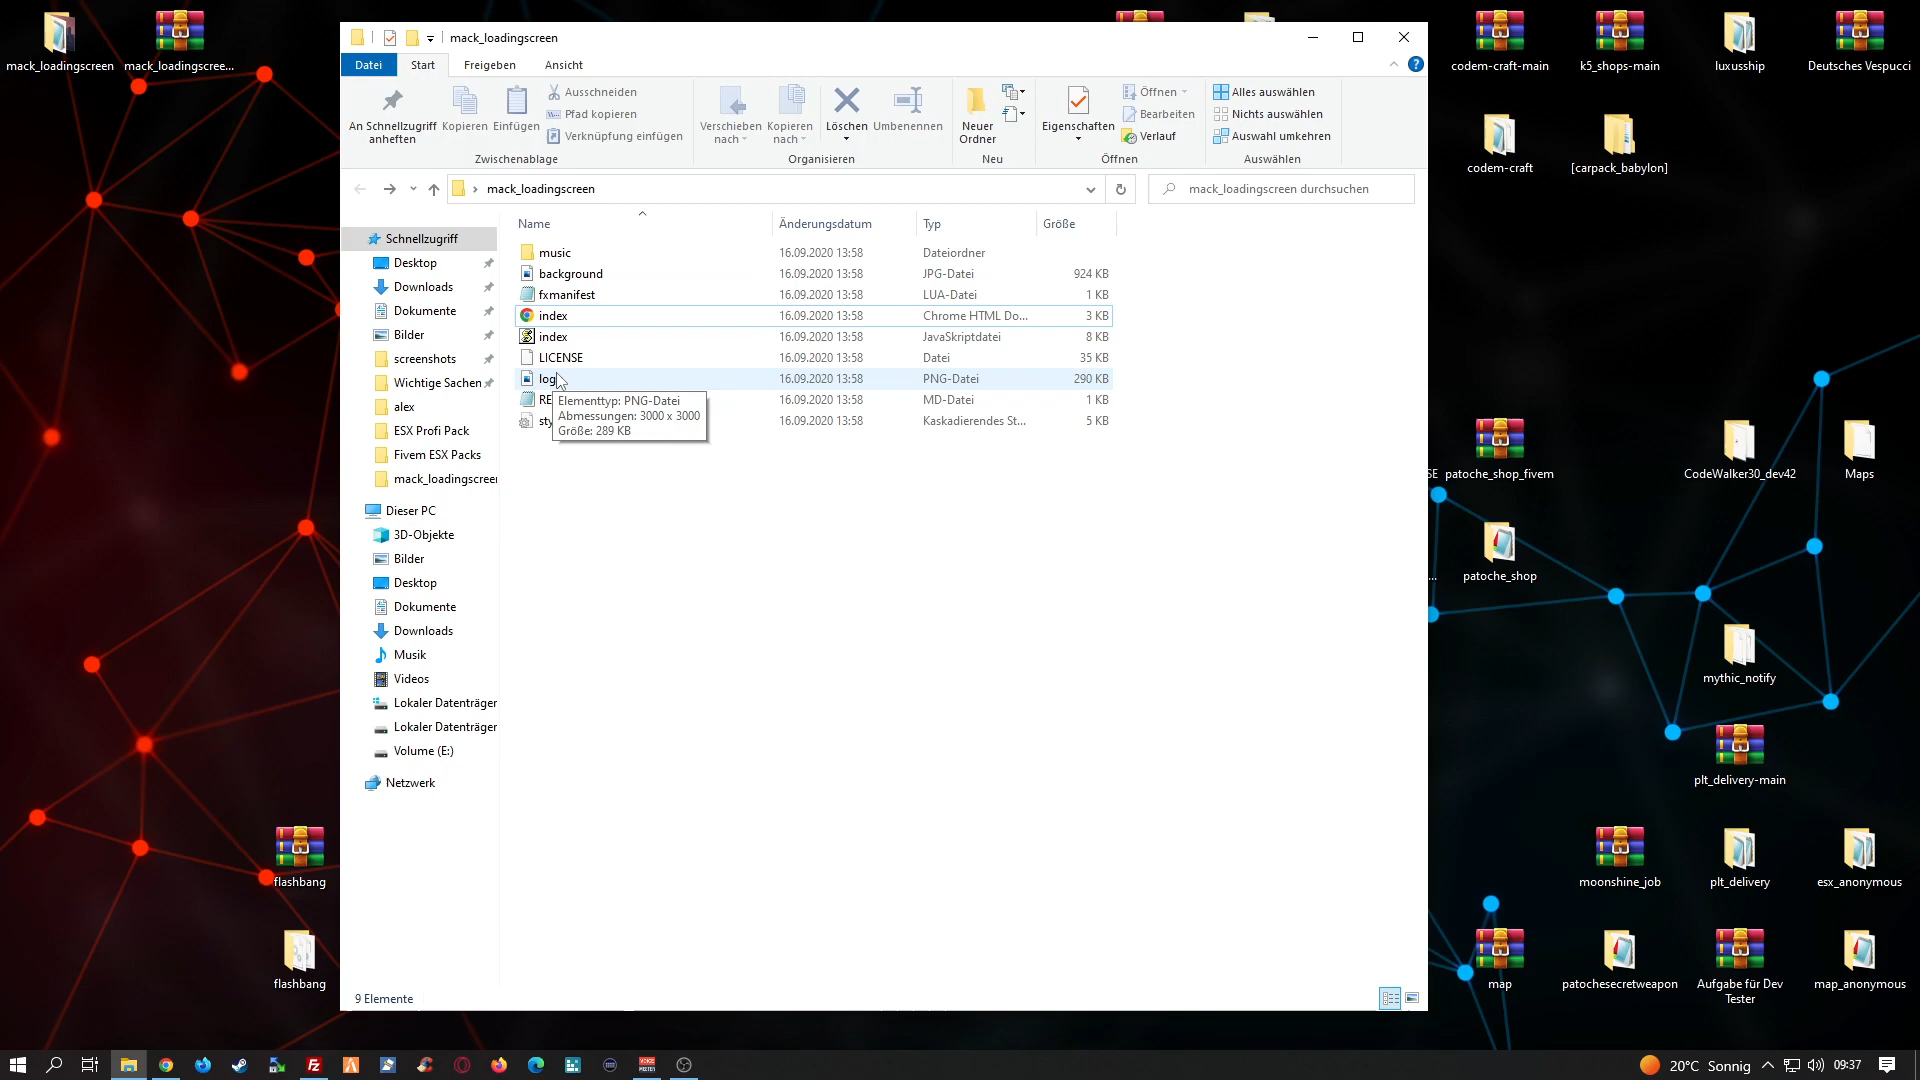 mack_loadingscreen
mack_loadingscree...
mack_loadingscreen
Datei
Start
Freigeben
Ansicht
An Schnellzugriff
anheften
Kopieren
Einfügen
Ausschneiden
Pfad kopieren
Verknüpfung einfügen
Zwischenablage
Verschieben
nach
Kopieren
nach
Löschen
Umbenennen
Organisieren
Neuer
Ordner
Neu
Eigenschaften
Öffnen
Bearbeiten
Verlauf
Öffnen
Alles auswählen
Nichts auswählen
Auswahl umkehren
Auswählen
mack_loadingscreen
mack_loadingscreen durchsuchen
Name
Änderungsdatum
Typ
Größe
music 16.09.2020 13:58 Dateiordner
background 16.09.2020 13:58 JPG-Datei 924 KB
fxmanifest 16.09.2020 13:58 LUA-Datei 1 KB
index 16.09.2020 13:58 Chrome HTML Do... 3 KB
index 16.09.2020 13:58 JavaSkriptdatei 8 KB
LICENSE 16.09.2020 13:58 Datei 35 KB
log 16.09.2020 13:58 PNG-Datei 290 KB
RE 16.09.2020 13:58 MD-Datei 1 KB
sty 16.09.2020 13:58 Kaskadierendes St... 5 KB
Elementtyp: PNG-Datei
Abmessungen: 3000 x 3000
Größe: 289 KB
Schnellzugriff
Desktop
Downloads
Dokumente
Bilder
screenshots
Wichtige Sachen
alex
ESX Profi Pack
Fivem ESX Packs
mack_loadingscreen
Dieser PC
3D-Objekte
Bilder
Desktop
Dokumente
Downloads
Musik
Videos
Lokaler Datenträger
Lokaler Datenträger
Volume (E:)
Netzwerk
9 Elemente
codem-craft-main
k5_shops-main
luxusship
Deutsches Vespucci
codem-craft
[carpack_babylon]
SE
patoche_shop_fivem
CodeWalker30_dev42
Maps
...
patoche_shop
mythic_notify
plt_delivery-main
flashbang
moonshine_job
plt_delivery
esx_anonymous
flashbang
map
patochesecretweapon
Aufgabe für Dev
Tester
map_anonymous
20°C Sonnig
09:37